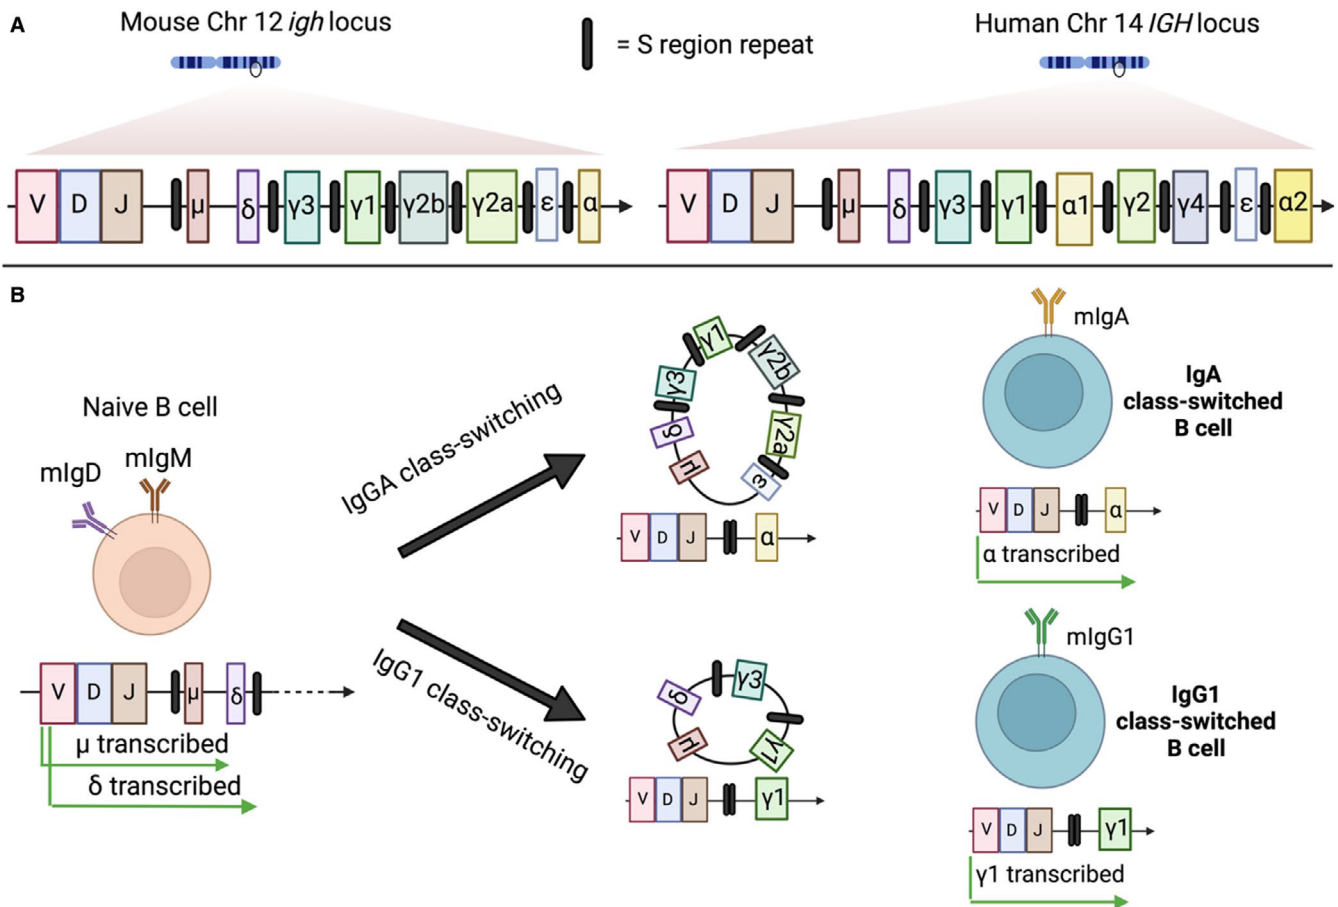 A
Mouse Chr 12 igh locus
= S region repeat
Human Chr 14 IGH locus
V D J μ δ γ3 γ1 γ2b γ2a ε α
V D J μ δ γ3 γ1 α1 γ2 γ4 ε α2
B
Naive B cell
mIgD
mIgM
V D J μ δ
μ transcribed
δ transcribed
IgGA class-switching
IgG1 class-switching
μ δ γ3 γ1 γ2b γ2a ε
V D J α
μ δ γ3 γ1
V D J γ1
mIgA
IgA
class-switched
B cell
V D J α
α transcribed
mIgG1
IgG1
class-switched
B cell
V D J γ1
γ1 transcribed